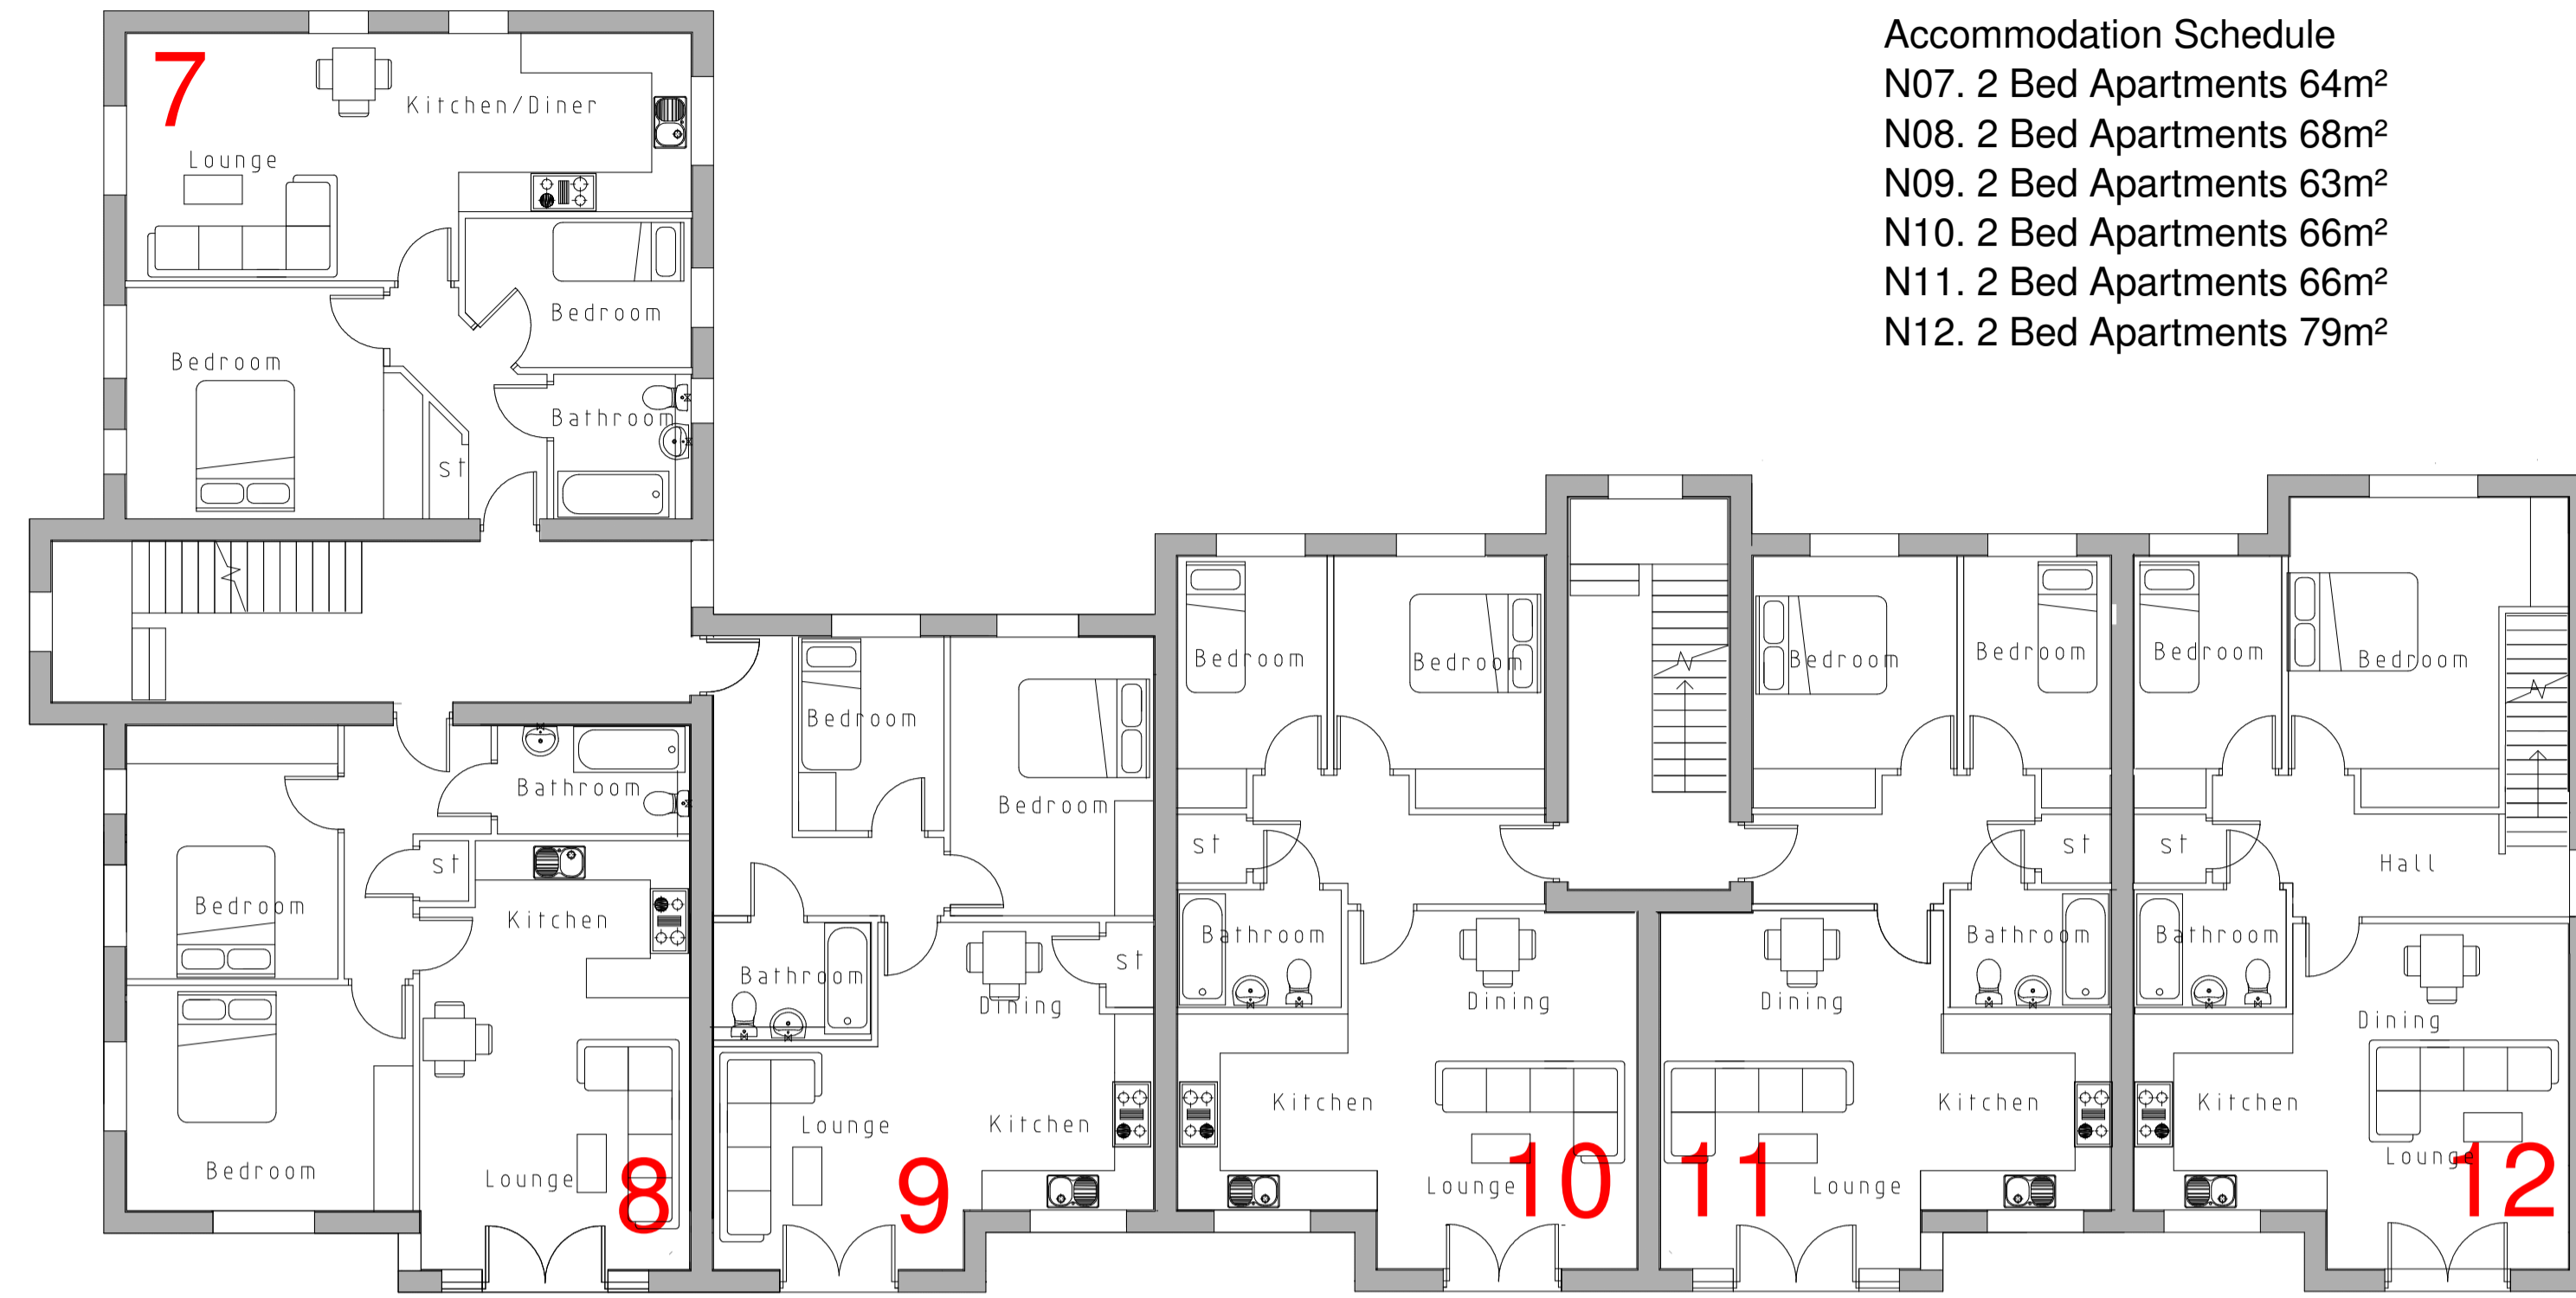 Accommodation Schedule
N07. 2 Bed Apartments 64m²
N08. 2 Bed Apartments 68m²
N09. 2 Bed Apartments 63m²
N10. 2 Bed Apartments 66m²
N11. 2 Bed Apartments 66m²
N12. 2 Bed Apartments 79m²
7
Kitchen/Diner
Lounge
Bedroom
Bedroom
Bathroom
st
Bathroom
st
Bedroom
Kitchen
Bedroom
Lounge
8
Bedroom
Bedroom
Bathroom
st
Dining
Lounge
Kitchen
9
Bedroom
Bedroom
st
Bathroom
Dining
Kitchen
Lounge
10
Bedroom
Bedroom
st
Bathroom
Dining
Kitchen
11
Lounge
Bedroom
Bedroom
st
Hall
Bathroom
Dining
Kitchen
Lounge
12